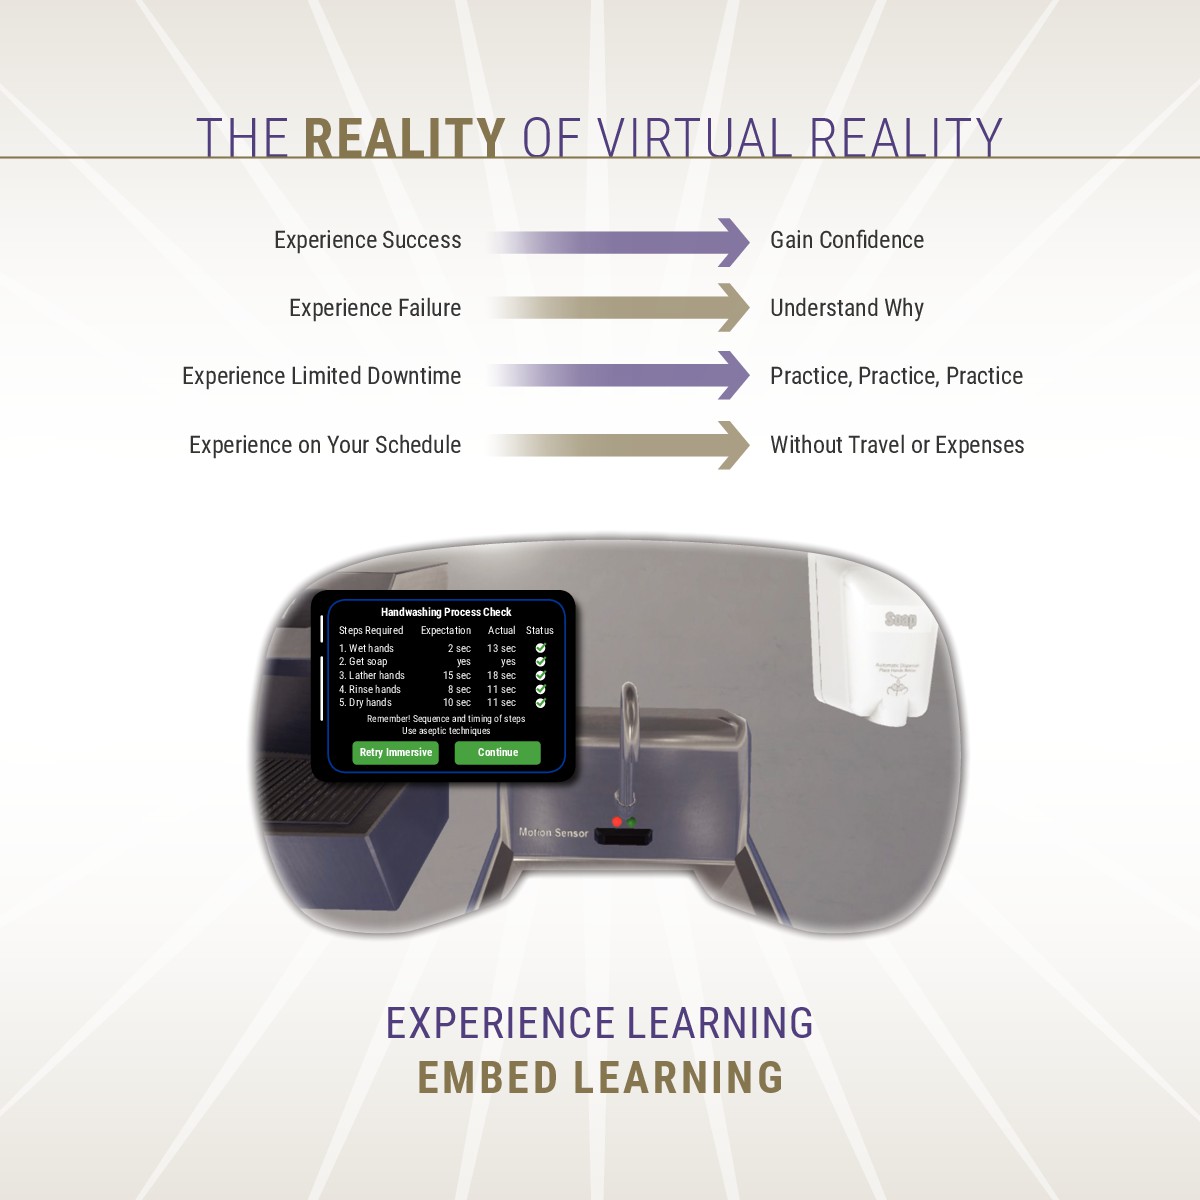 THE REALITY OF VIRTUAL REALITY
Experience Success Gain Confidence
Experience Failure Understand Why
Experience Limited Downtime Practice, Practice, Practice
Experience on Your Schedule Without Travel or Expenses
Handwashing Process Check
Steps Required Expectation Actual Status
1. Wet hands 2 sec 13 sec
2. Get soap yes yes
3. Lather hands 15 sec 18 sec
4. Rinse hands 8 sec 11 sec
5. Dry hands 10 sec 11 sec
Remember! Sequence and timing of steps
Use aseptic techniques
Retry Immersive Continue
Soap
Automatic Dispenser
Motion Sensor
EXPERIENCE LEARNING
EMBED LEARNING